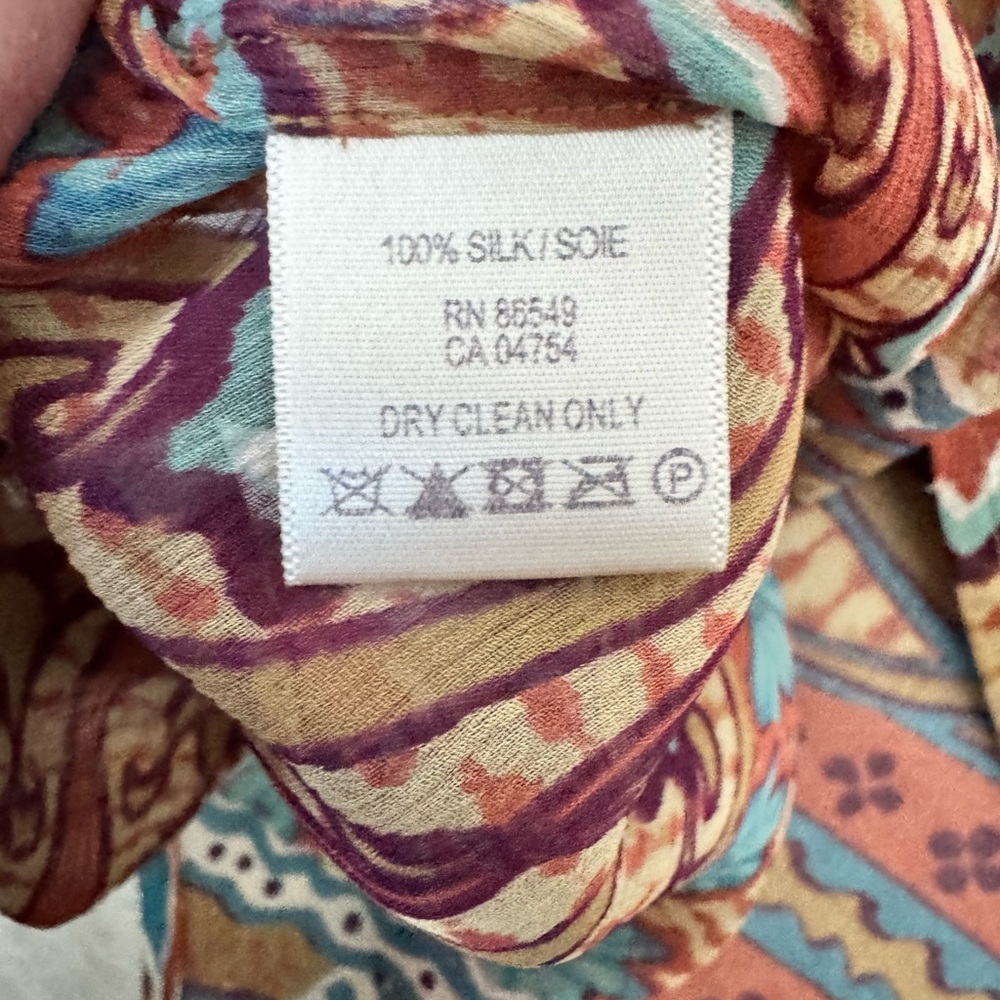 100% SILK / SOIE
RN 86549
CA 04754
DRY CLEAN ONLY
P